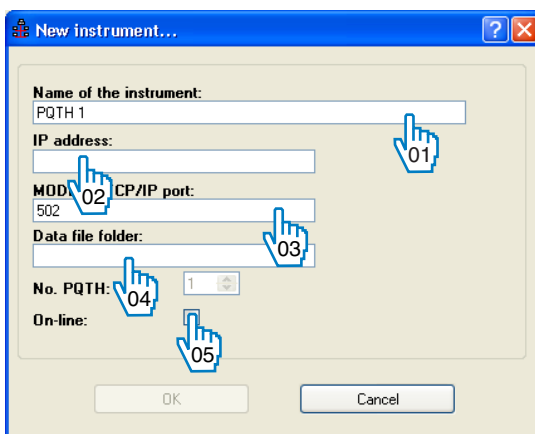 New instrument...
Name of the instrument:
PQTH 1
01
IP address:
02
CP/IP port:
502
03
Data file folder:
04
No. PQTH:
1
On-line:
05
OK
Cancel